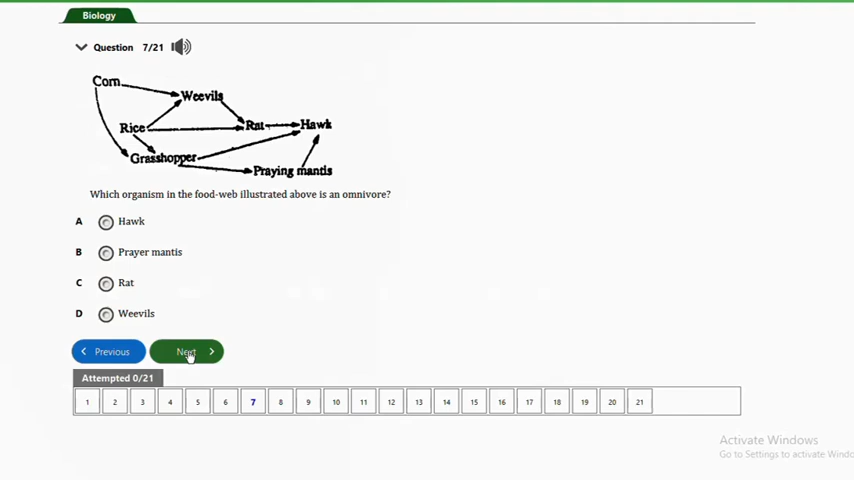 Biology
Question 7/21
Corn
Weevils
Rice
Rat
Hawk
Grasshopper
Praying mantis
Which organism in the food-web illustrated above is an omnivore?
A Hawk
B Prayer mantis
C Rat
D Weevils
Previous
Next
Attempted 0/21
1 2 3 4 5 6 7 8 9 10 11 12 13 14 15 16 17 18 19 20 21
Activate Windows
Go to Settings to activate Windo